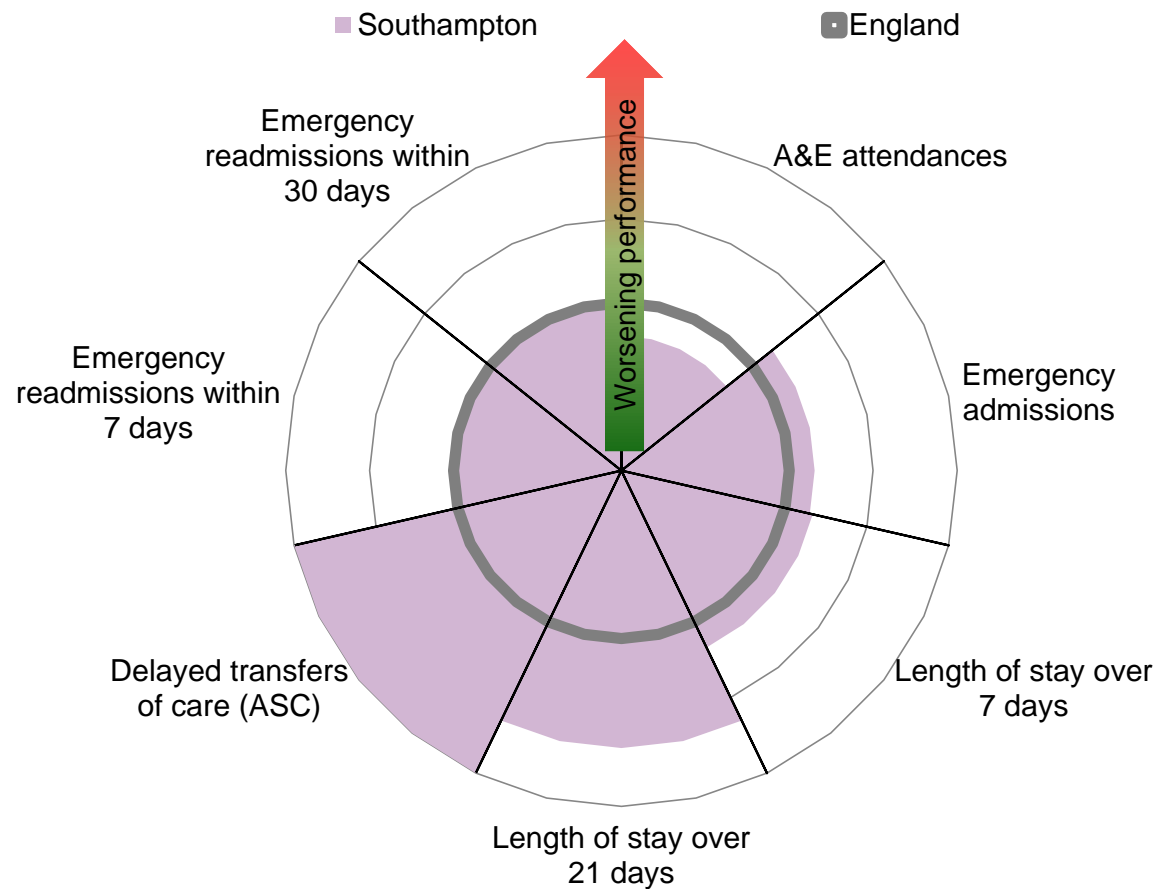 Southampton
England
Worsening performance
Emergency
readmissions within
30 days
A&E attendances
Emergency
readmissions within
7 days
Emergency
admissions
Delayed transfers
of care (ASC)
Length of stay over
7 days
Length of stay over
21 days